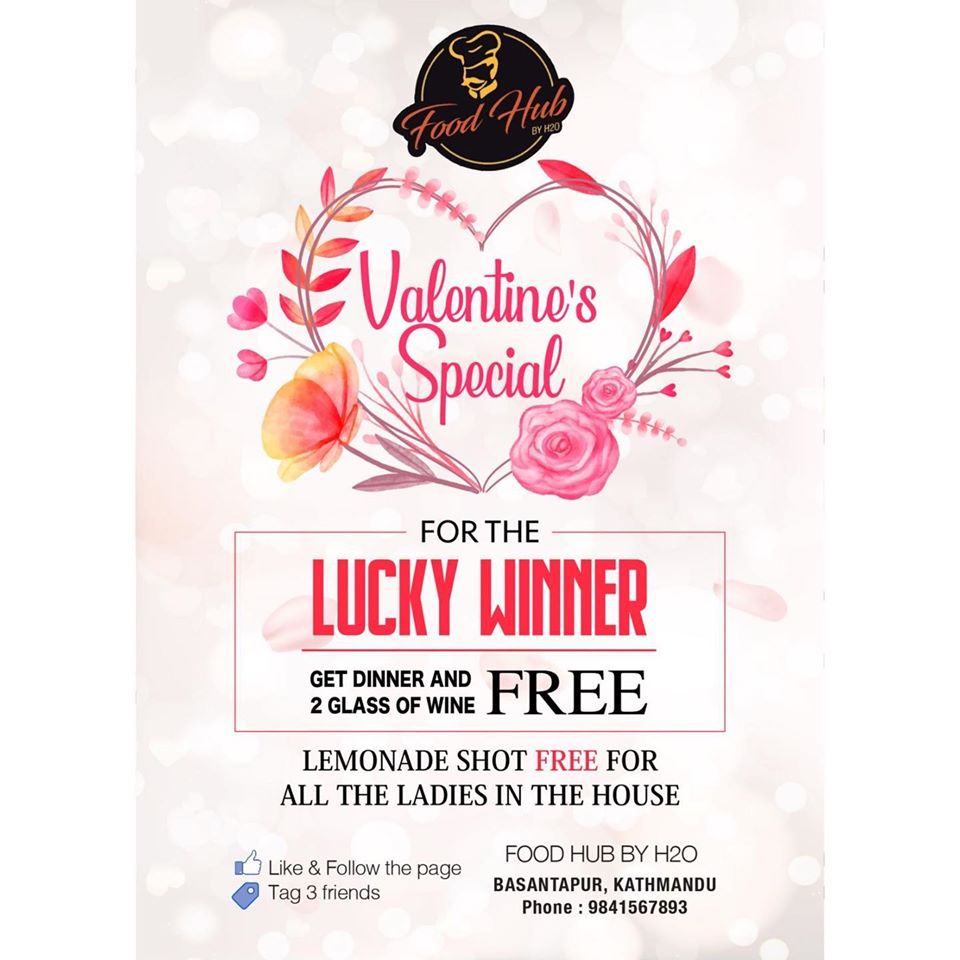 Food Hub
BY H2O
Valentine's
Special
FOR THE
LUCKY WINNER
GET DINNER AND
2 GLASS OF WINE FREE
LEMONADE SHOT FREE FOR
ALL THE LADIES IN THE HOUSE
Like & Follow the page
Tag 3 friends
FOOD HUB BY H2O
BASANTAPUR, KATHMANDU
Phone : 9841567893